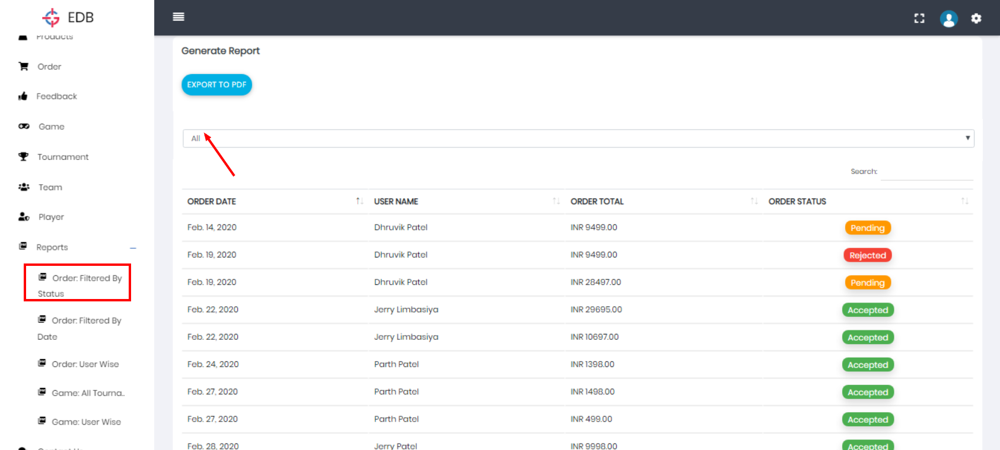 EDB
Products
Order
Feedback
Game
Tournament
Team
Player
Reports
Order: Filtered By
Status
Order: Filtered By
Date
Order: User Wise
Game: All Tourna..
Game: User Wise
Generate Report
EXPORT TO PDF
All
Search:
ORDER DATE USER NAME ORDER TOTAL ORDER STATUS
Feb. 14, 2020 Dhruvik Patel INR 9499.00 Pending
Feb. 19, 2020 Dhruvik Patel INR 9499.00 Rejected
Feb. 19, 2020 Dhruvik Patel INR 28497.00 Pending
Feb. 22, 2020 Jerry Limbasiya INR 29695.00 Accepted
Feb. 22, 2020 Jerry Limbasiya INR 10697.00 Accepted
Feb. 24, 2020 Parth Patel INR 1398.00 Accepted
Feb. 27, 2020 Parth Patel INR 1498.00 Accepted
Feb. 27, 2020 Parth Patel INR 499.00 Accepted
Feb. 28, 2020 Jerry Patel INR 9998.00 Accepted